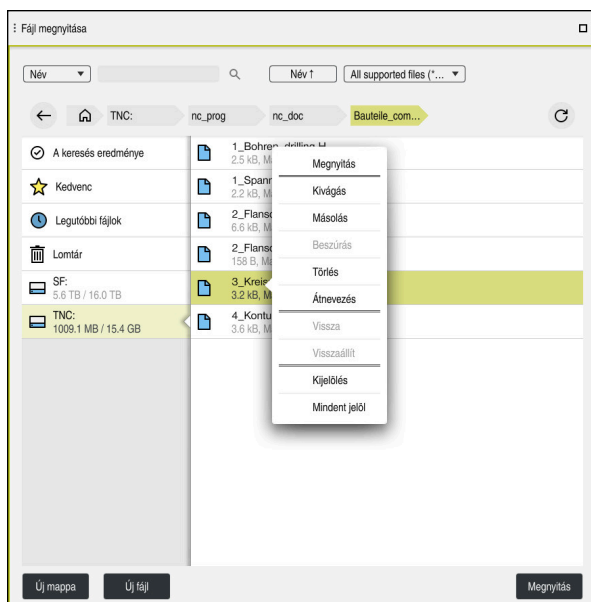 Fájl megnyitása
Név
Név ↑
All supported files (*...
TNC:
nc_prog
nc_doc
Bauteile_com...
A keresés eredménye
Kedvenc
Legutóbbi fájlok
Lomtár
SF:
5.6 TB / 16.0 TB
TNC:
1009.1 MB / 15.4 GB
1_Bohren_drilling.H
2.5 kB,
1_Spann
2.2 kB,
2_Flansc
6.6 kB,
2_Flansc
158 B,
3_Kreis
3.2 kB,
4_Kontu
3.6 kB,
Megnyitás
Kivágás
Másolás
Beszúrás
Törlés
Átnevezés
Vissza
Visszaállít
Kijelölés
Mindent jelöl
Új mappa
Új fájl
Megnyitás